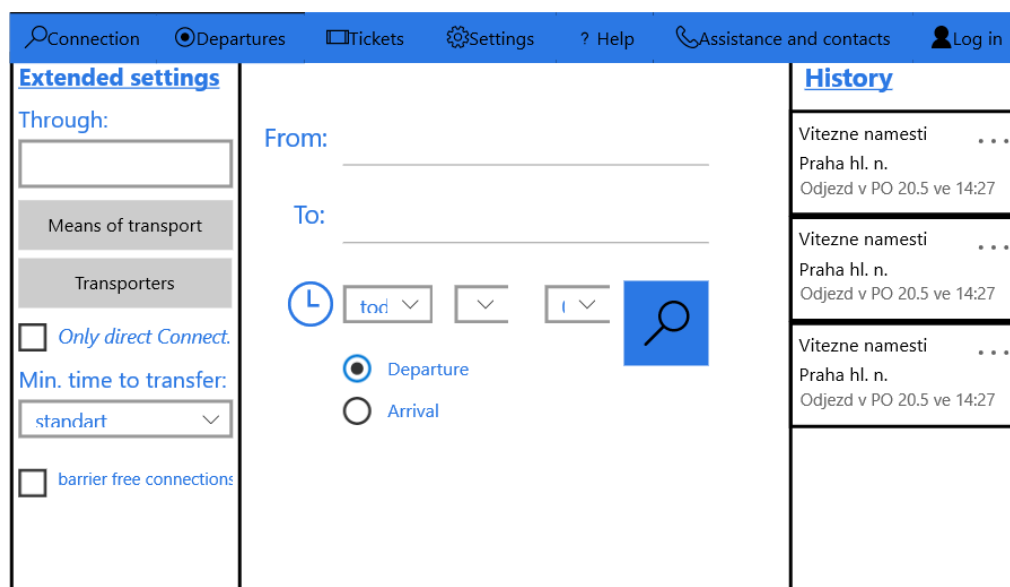 Connection Departures Tickets Settings ? Help Assistance and contacts Log in
Extended settings
Through:
Means of transport
Transporters
Only direct Connect.
Min. time to transfer:
standart
barrier free connections
From:
To:
Departure
Arrival
History
Vitezne namesti
Praha hl. n.
Odjezd v PO 20.5 ve 14:27
Vitezne namesti
Praha hl. n.
Odjezd v PO 20.5 ve 14:27
Vitezne namesti
Praha hl. n.
Odjezd v PO 20.5 ve 14:27